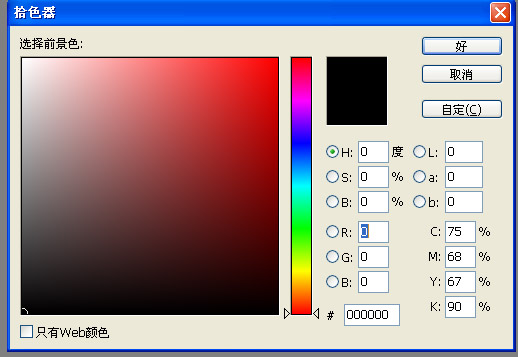 拾色器
选择前景色:
好
取消
自定(C)
H: 0 度 L: 0
S: 0 % a: 0
B: 0 % b: 0
R: 0 C: 75 %
G: 0 M: 68 %
B: 0 Y: 67 %
# 000000 K: 90 %
只有Web颜色